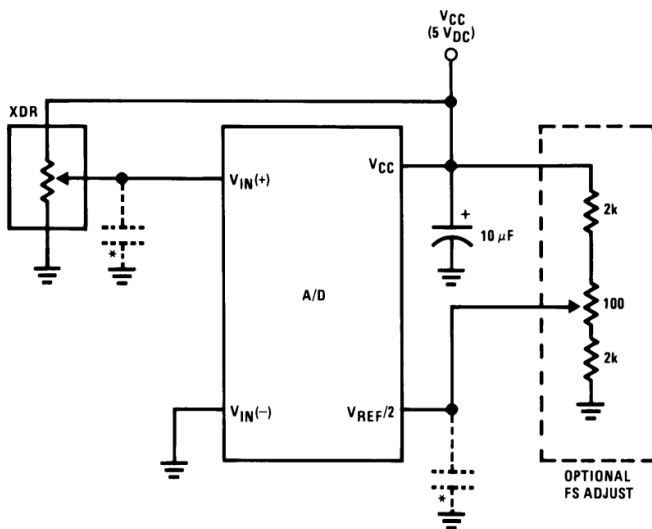 VCC
(5 VDC)
XDR
VIN(+)
VCC
2k
+
10 µF
A/D
100
2k
VIN(−)
VREF/2
*
*
OPTIONAL
FS ADJUST